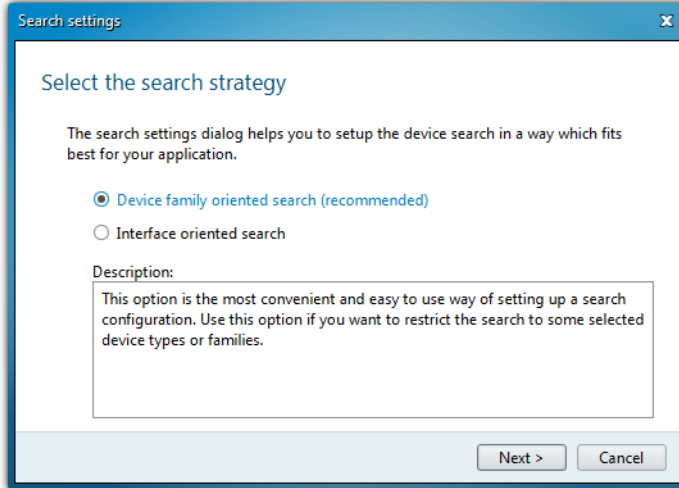 Search settings
Select the search strategy
The search settings dialog helps you to setup the device search in a way which fits
best for your application.
Device family oriented search (recommended)
Interface oriented search
Description:
This option is the most convenient and easy to use way of setting up a search
configuration. Use this option if you want to restrict the search to some selected
device types or families.
Next > Cancel